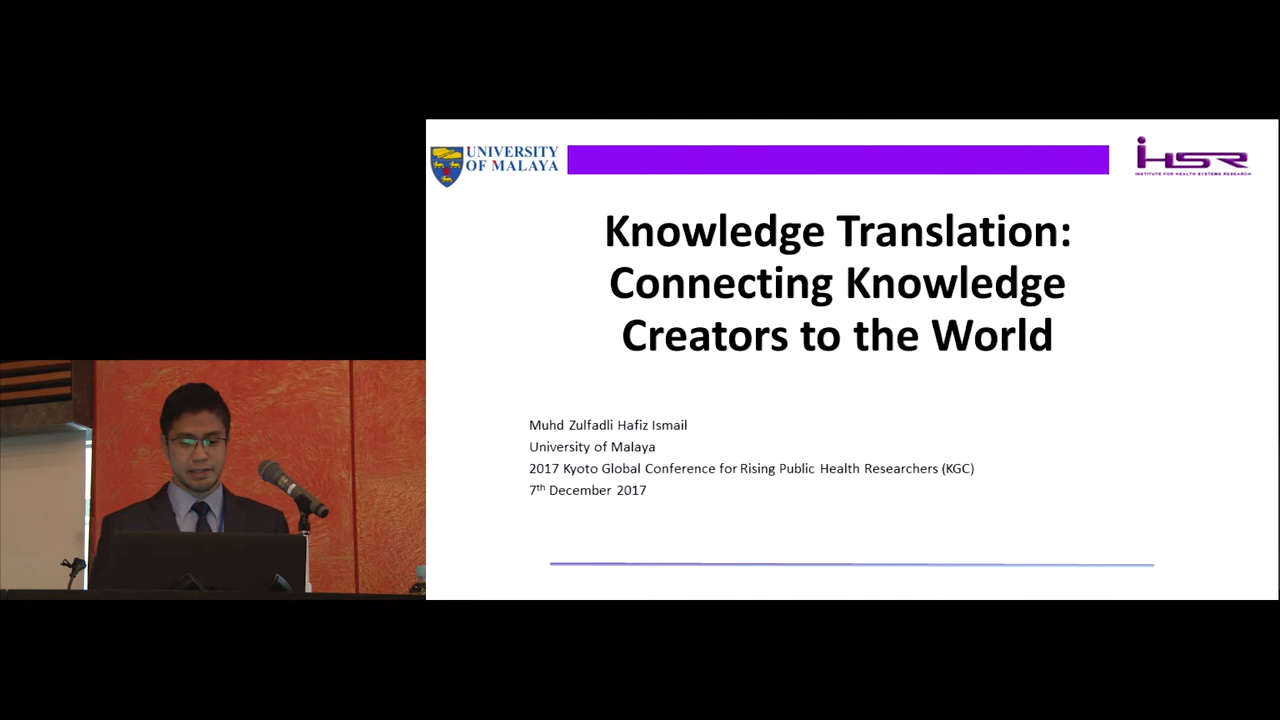 UNIVERSITY
OF MALAYA
iHSR
INSTITUTE FOR HEALTH SYSTEMS RESEARCH
Knowledge Translation:
Connecting Knowledge
Creators to the World
Muhd Zulfadli Hafiz Ismail
University of Malaya
2017 Kyoto Global Conference for Rising Public Health Researchers (KGC)
7th December 2017